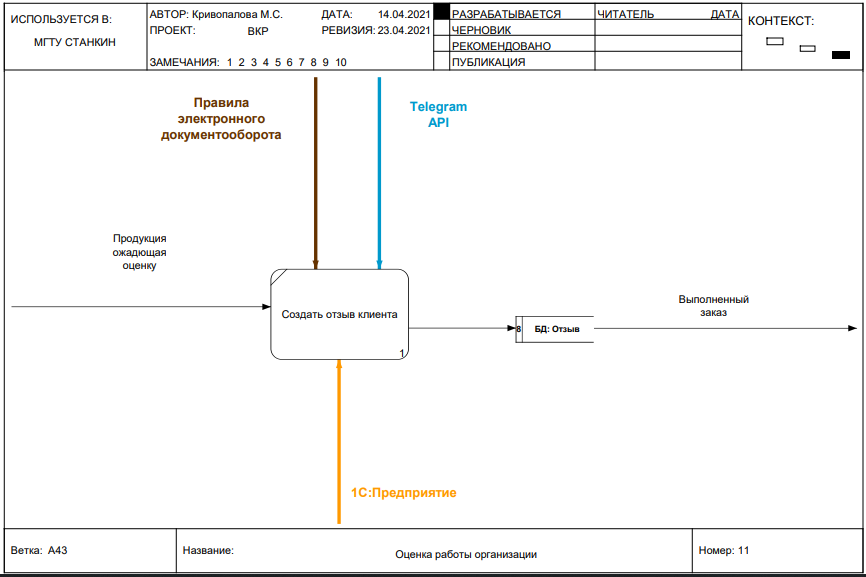 ИСПОЛЬЗУЕТСЯ В:
МГТУ СТАНКИН
АВТОР: Кривопалова М.С.
ДАТА: 14.04.2021
ПРОЕКТ: ВКР
РЕВИЗИЯ: 23.04.2021
ЗАМЕЧАНИЯ: 1 2 3 4 5 6 7 8 9 10
РАЗРАБАТЫВАЕТСЯ
ЧЕРНОВИК
РЕКОМЕНДОВАНО
ПУБЛИКАЦИЯ
ЧИТАТЕЛЬ ДАТА
КОНТЕКСТ:
Правила
электронного
документооборота
Telegram
API
Продукция
ожадющая
оценку
Создать отзыв клиента
1
8 БД: Отзыв
Выполненный
заказ
1С:Предприятие
Ветка: A43
Название:
Оценка работы организации
Номер: 11